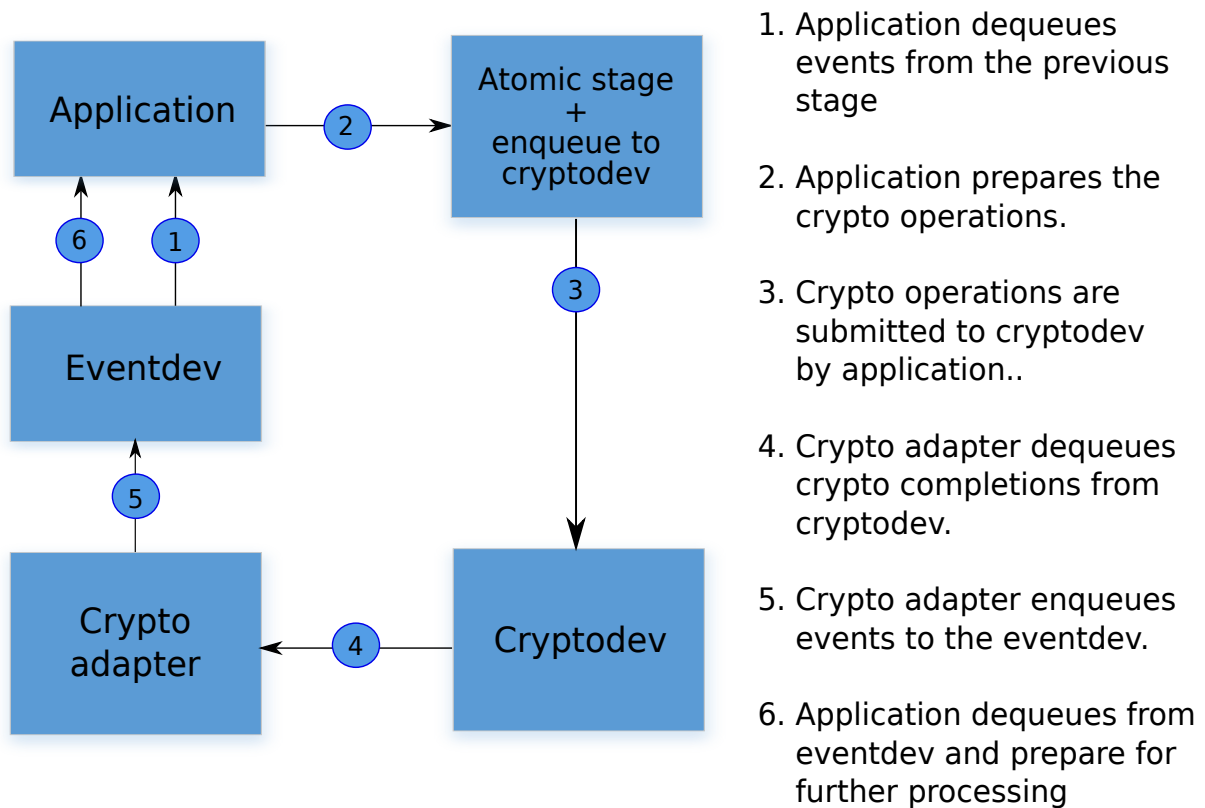 Application
2
Atomic stage
+
enqueue to
cryptodev
6
1
3
Eventdev
5
Crypto
adapter
4
Cryptodev
1. Application dequeues
events from the previous
stage
2. Application prepares the
crypto operations.
3. Crypto operations are
submitted to cryptodev
by application..
4. Crypto adapter dequeues
crypto completions from
cryptodev.
5. Crypto adapter enqueues
events to the eventdev.
6. Application dequeues from
eventdev and prepare for
further processing